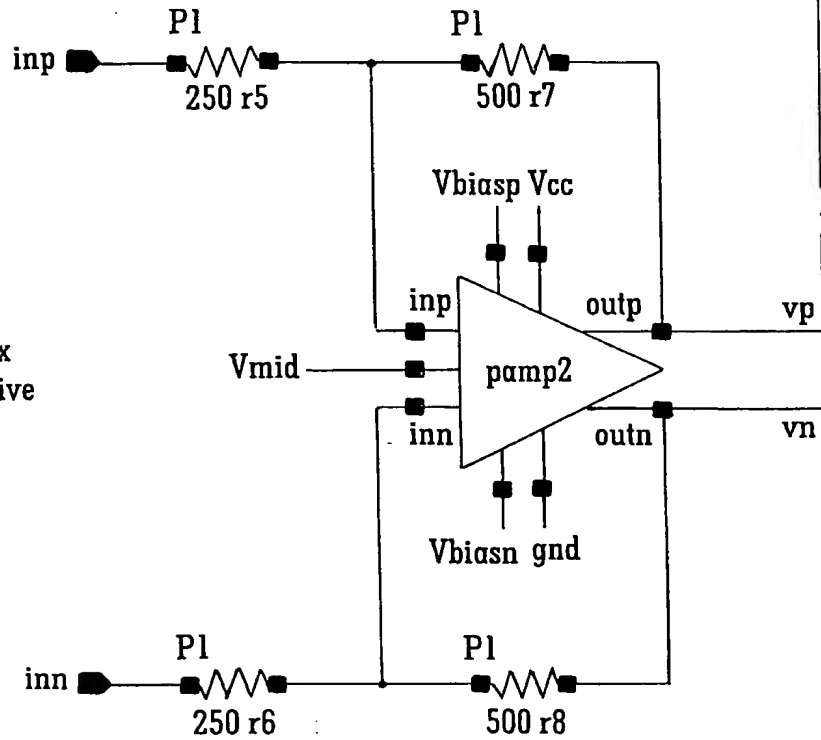 P1
P1
inp
250 r5
500 r7
Vbiasp Vcc
inp
outp
vp
x
Vmid
pamp2
ive
inn
outn
vn
Vbiasn gnd
P1
P1
inn
250 r6
500 r8